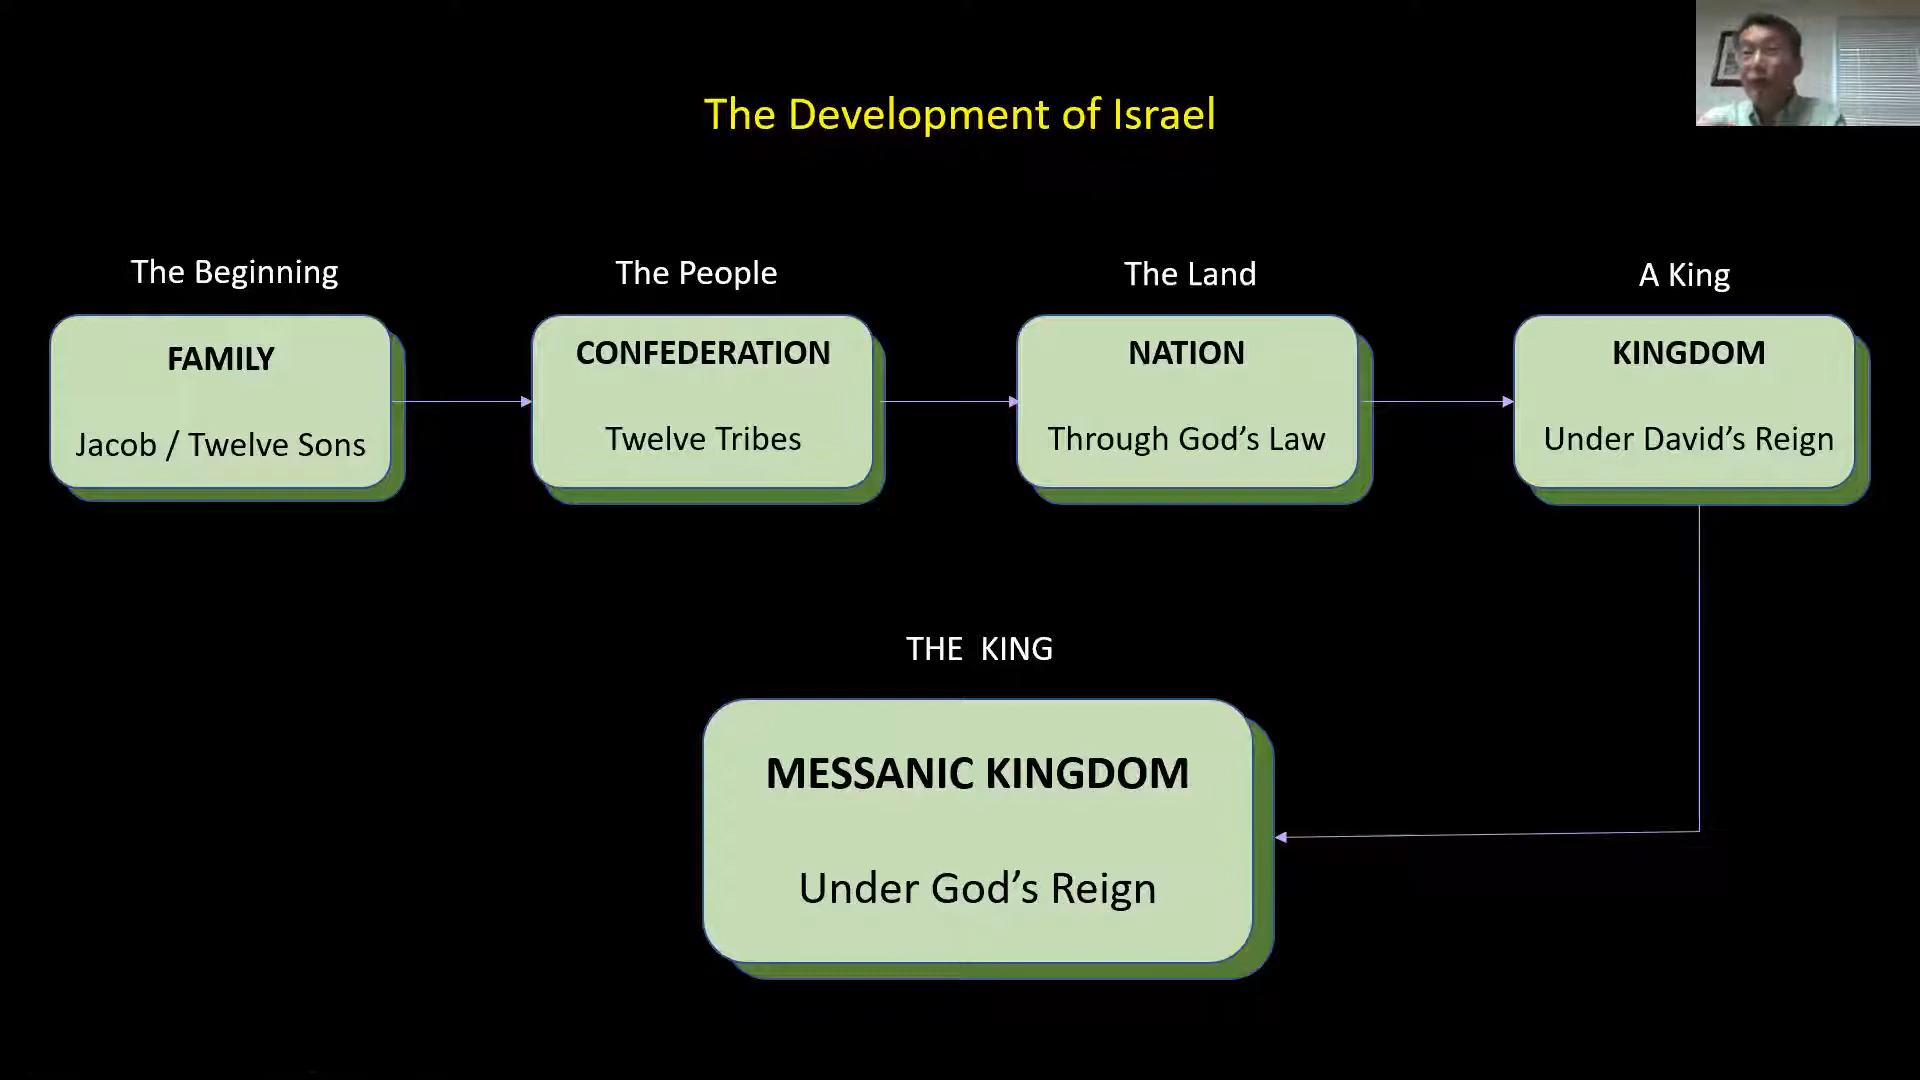 The Development of Israel
The Beginning
FAMILY
Jacob / Twelve Sons
The People
CONFEDERATION
Twelve Tribes
The Land
NATION
Through God’s Law
A King
KINGDOM
Under David’s Reign
THE  KING
MESSANIC KINGDOM
Under God’s Reign